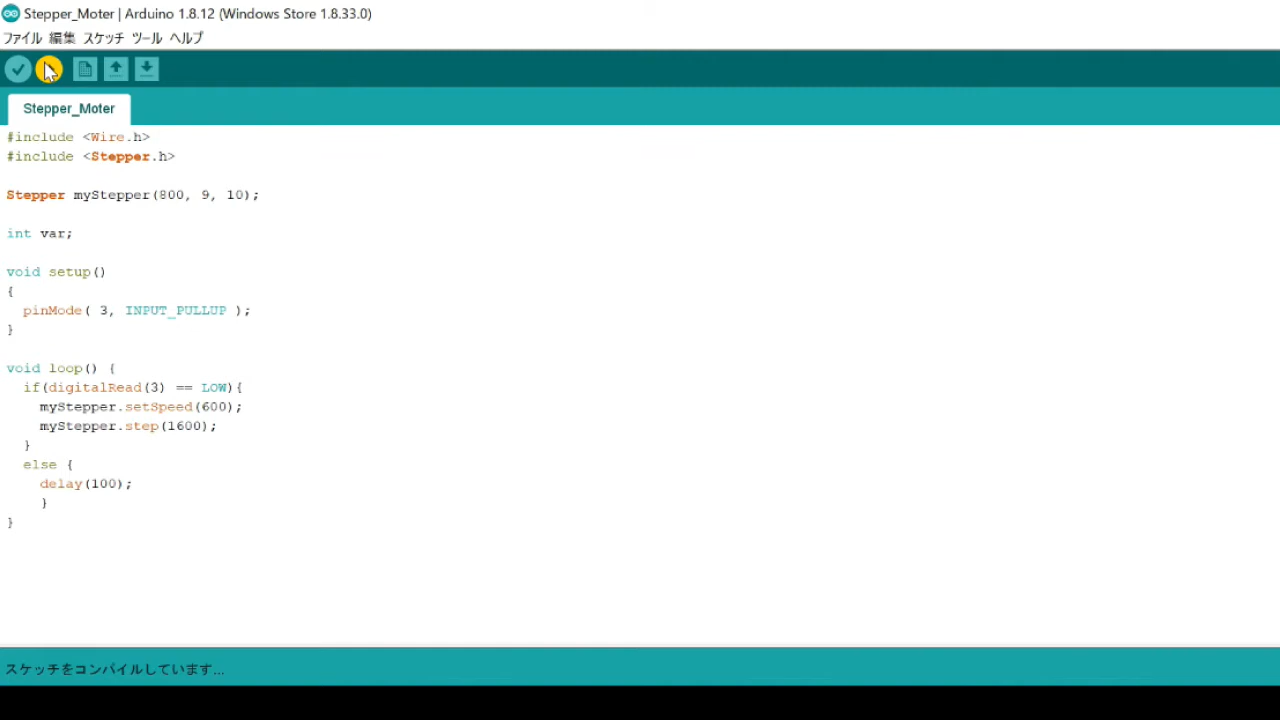 Stepper_Moter | Arduino 1.8.12 (Windows Store 1.8.33.0)
ファイル 編集 スケッチ ツール ヘルプ
Stepper_Moter
#include <Wire.h>
#include <Stepper.h>
Stepper myStepper(800, 9, 10);
int var;
void setup()
{
pinMode( 3, INPUT_PULLUP );
}
void loop() {
if(digitalRead(3) == LOW){
myStepper.setSpeed(600);
myStepper.step(1600);
}
else {
delay(100);
}
}
スケッチをコンパイルしています...